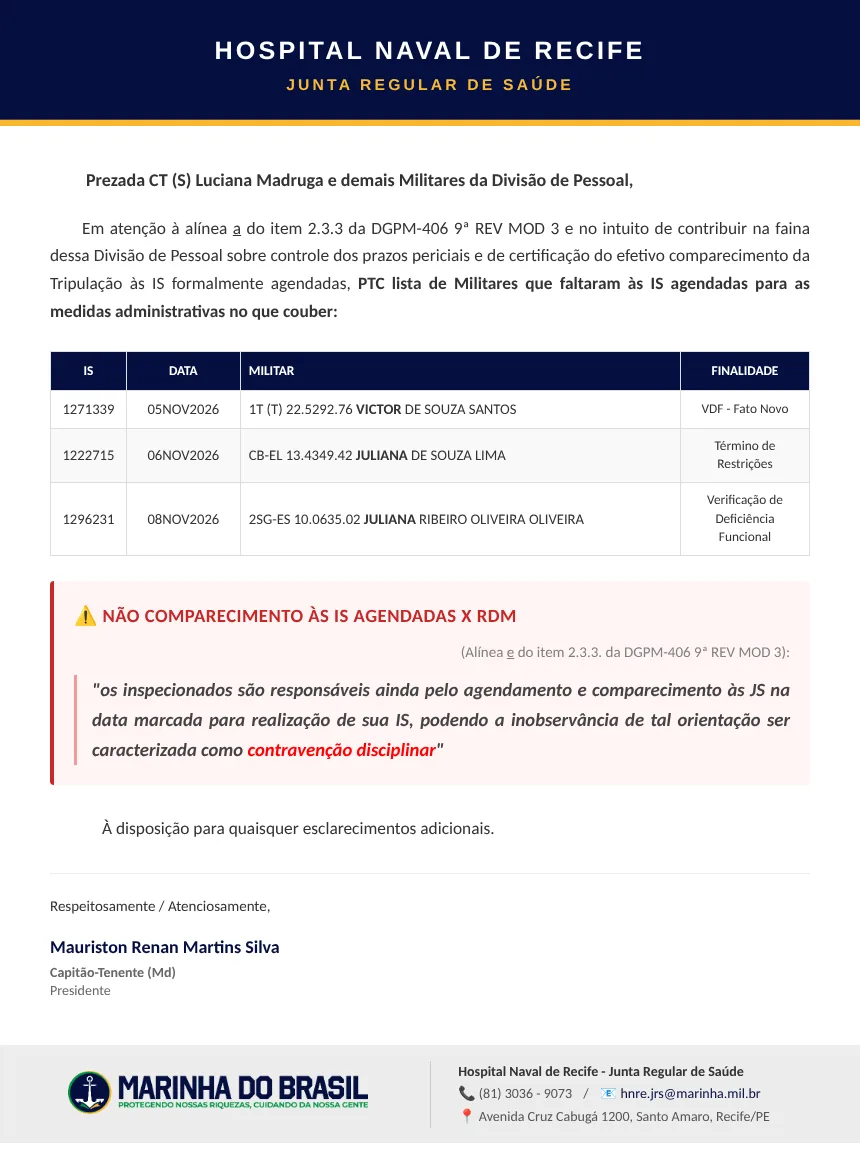 HOSPITAL NAVAL DE RECIFE
JUNTA REGULAR DE SAÚDE
Prezada CT (S) Luciana Madruga e demais Militares da Divisão de Pessoal,
Em atenção à alínea a do item 2.3.3 da DGPM-406 9ª REV MOD 3 e no intuito de contribuir na faina
dessa Divisão de Pessoal sobre controle dos prazos periciais e de certificação do efetivo comparecimento da
Tripulação às IS formalmente agendadas, PTC lista de Militares que faltaram às IS agendadas para as
medidas administrativas no que couber:
IS DATA MILITAR FINALIDADE
1271339 05NOV2026 1T (T) 22.5292.76 VICTOR DE SOUZA SANTOS VDF - Fato Novo
1222715 06NOV2026 CB-EL 13.4349.42 JULIANA DE SOUZA LIMA Término de
Restrições
1296231 08NOV2026 2SG-ES 10.0635.02 JULIANA RIBEIRO OLIVEIRA OLIVEIRA Verificação de
Deficiência
Funcional
⚠️ NÃO COMPARECIMENTO ÀS IS AGENDADAS X RDM
(Alínea e do item 2.3.3. da DGPM-406 9ª REV MOD 3):
"os inspecionados são responsáveis ainda pelo agendamento e comparecimento às JS na
data marcada para realização de sua IS, podendo a inobservância de tal orientação ser
caracterizada como contravenção disciplinar"
À disposição para quaisquer esclarecimentos adicionais.
Respeitosamente / Atenciosamente,
Mauriston Renan Martins Silva
Capitão-Tenente (Md)
Presidente
MARINHA DO BRASIL
PROTEGENDO NOSSAS RIQUEZAS, CUIDANDO DA NOSSA GENTE
Hospital Naval de Recife - Junta Regular de Saúde
📞 (81) 3036 - 9073 / 📧 hnre.jrs@marinha.mil.br
📍 Avenida Cruz Cabugá 1200, Santo Amaro, Recife/PE